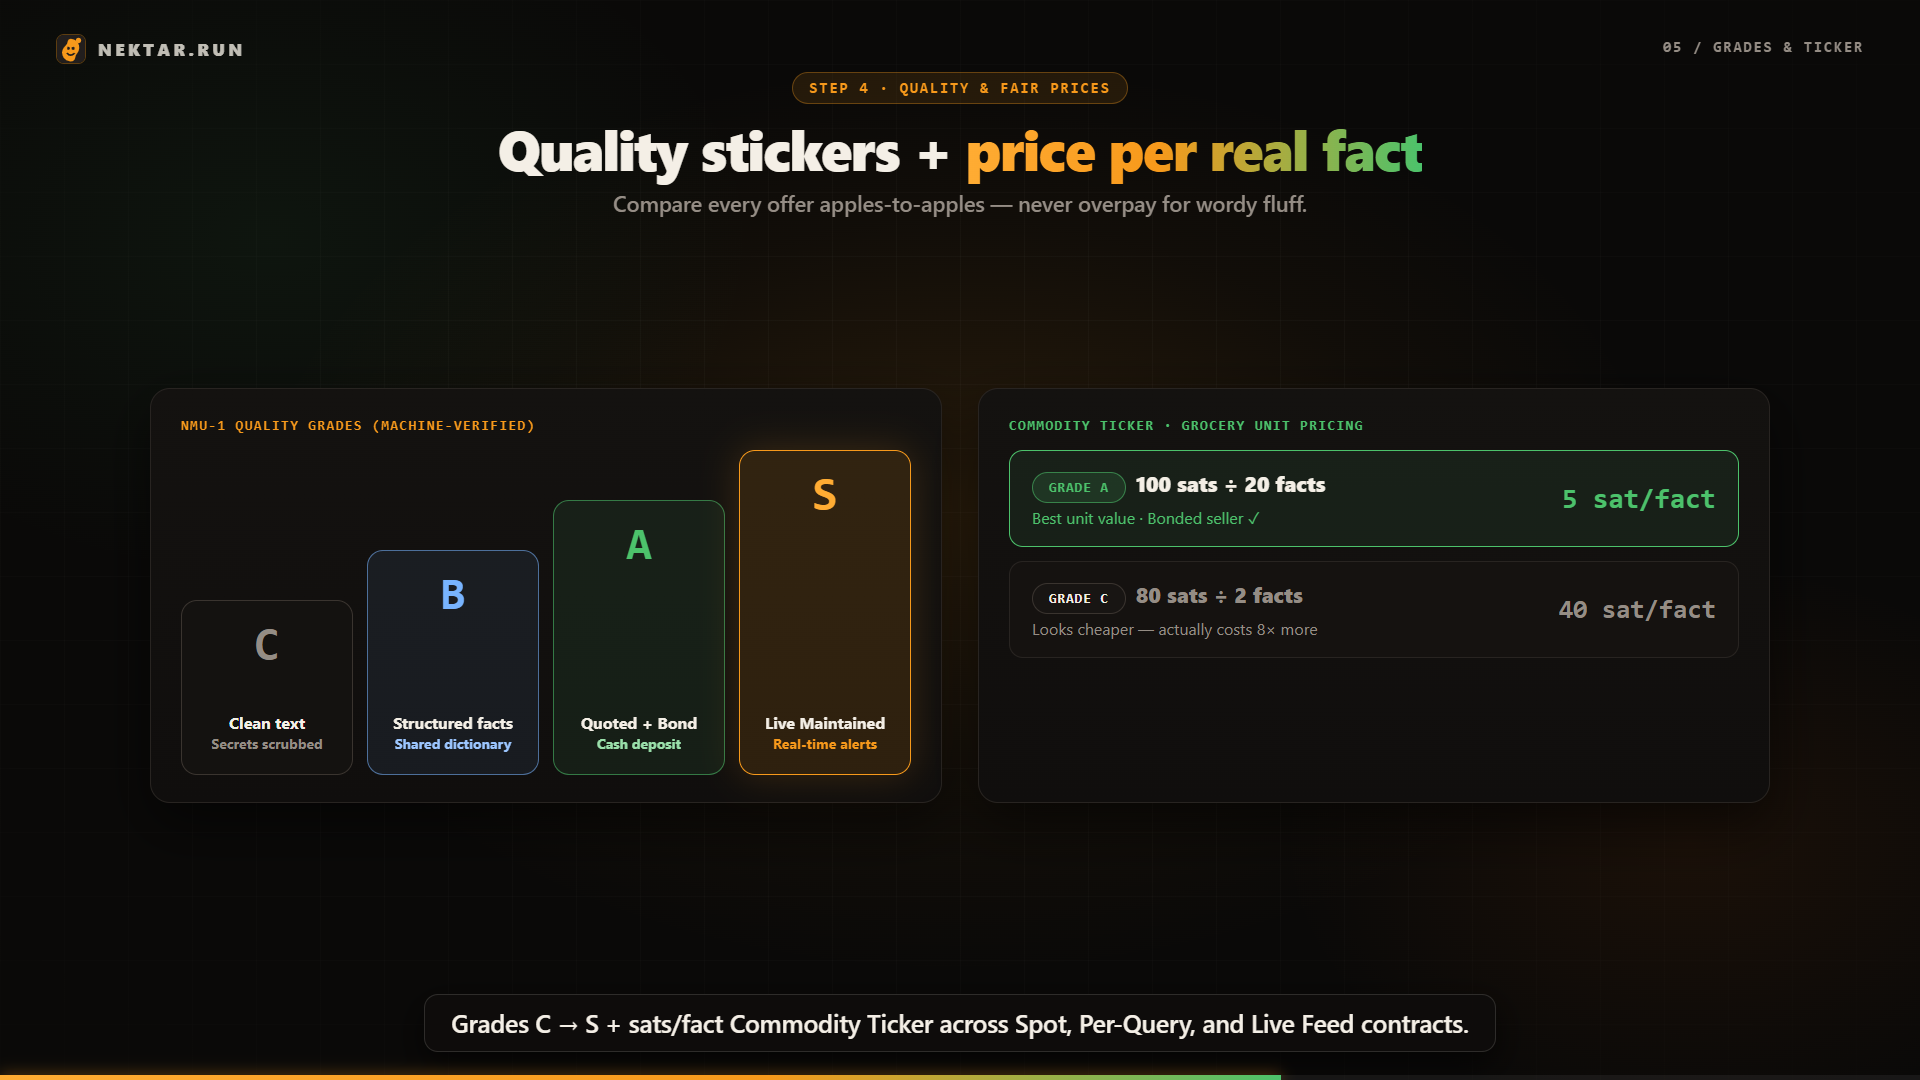 NEKTAR.RUN
05 / GRADES & TICKER
STEP 4 · QUALITY & FAIR PRICES
Quality stickers + price per real fact
Compare every offer apples-to-apples — never overpay for wordy fluff.
NMU-1 QUALITY GRADES (MACHINE-VERIFIED)
C
Clean text
Secrets scrubbed
B
Structured facts
Shared dictionary
A
Quoted + Bond
Cash deposit
S
Live Maintained
Real-time alerts
COMMODITY TICKER · GROCERY UNIT PRICING
GRADE A 100 sats ÷ 20 facts
Best unit value · Bonded seller ✓
5 sat/fact
GRADE C 80 sats ÷ 2 facts
Looks cheaper — actually costs 8× more
40 sat/fact
Grades C → S + sats/fact Commodity Ticker across Spot, Per-Query, and Live Feed contracts.